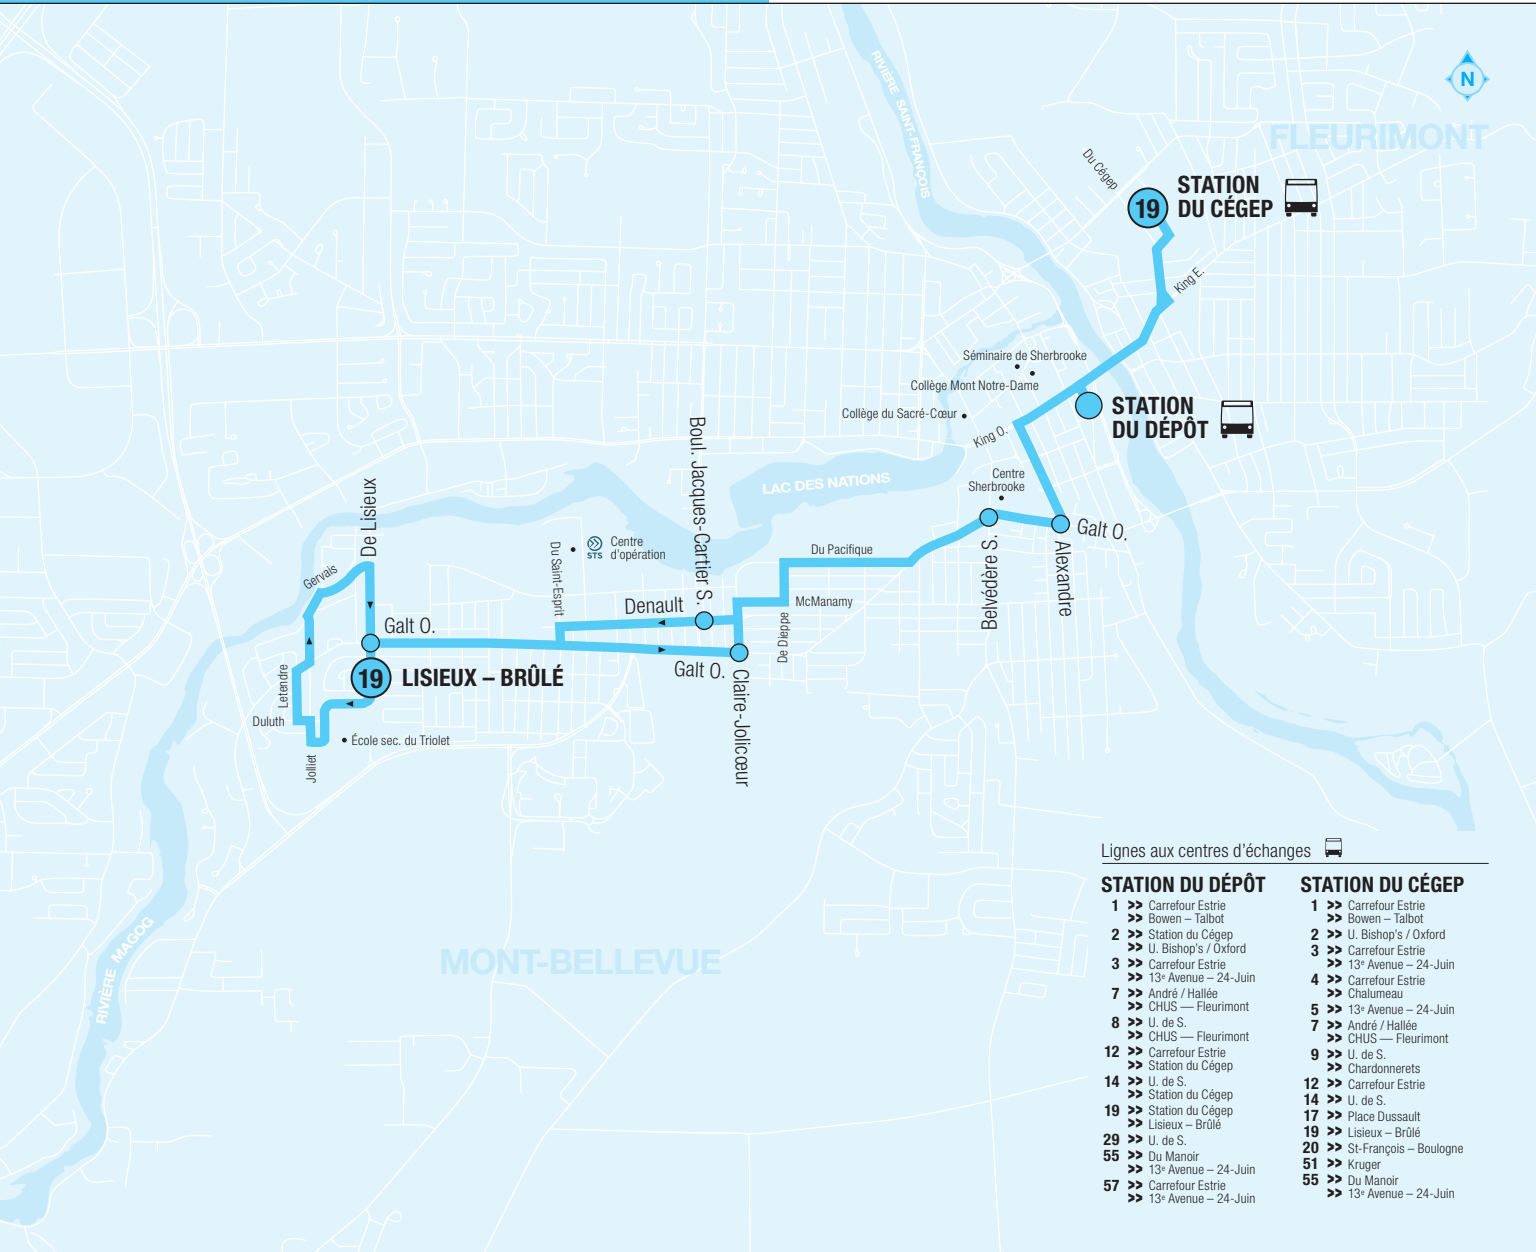 N
FLEURIMONT
RIVIÈRE SAINT-FRANÇOIS
Du Cégep
19
STATION
DU CÉGEP
King E.
Séminaire de Sherbrooke
Collège Mont Notre-Dame
Collège du Sacré-Cœur
STATION
DU DÉPÔT
King O.
Centre
Sherbrooke
LAC DES NATIONS
Boul. Jacques-Cartier S.
De Lisieux
Galt O.
Belvédère S.
Alexandre
Du Pacifique
Du Saint-Esprit
STS
Centre
d'opération
Gervais
Denault
McManamy
De Dieppe
Galt O.
Galt O.
Claire-Jolicœur
19
LISIEUX – BRÛLÉ
Letendre
Duluth
Jolliet
École sec. du Triolet
RIVIÈRE MAGOG
MONT-BELLEVUE
Lignes aux centres d'échanges
STATION DU DÉPÔT
1 >> Carrefour Estrie
>> Bowen – Talbot
2 >> Station du Cégep
>> U. Bishop's / Oxford
3 >> Carrefour Estrie
>> 13e Avenue – 24-Juin
7 >> André / Hallée
>> CHUS — Fleurimont
8 >> U. de S.
>> CHUS — Fleurimont
12 >> Carrefour Estrie
>> Station du Cégep
14 >> U. de S.
>> Station du Cégep
19 >> Station du Cégep
>> Lisieux – Brûlé
29 >> U. de S.
55 >> Du Manoir
>> 13e Avenue – 24-Juin
57 >> Carrefour Estrie
>> 13e Avenue – 24-Juin
STATION DU CÉGEP
1 >> Carrefour Estrie
>> Bowen – Talbot
2 >> U. Bishop's / Oxford
3 >> Carrefour Estrie
>> 13e Avenue – 24-Juin
4 >> Carrefour Estrie
>> Chalumeau
5 >> 13e Avenue – 24-Juin
7 >> André / Hallée
>> CHUS — Fleurimont
9 >> U. de S.
>> Chardonnerets
12 >> Carrefour Estrie
14 >> U. de S.
17 >> Place Dussault
19 >> Lisieux – Brûlé
20 >> St-François – Boulogne
51 >> Kruger
55 >> Du Manoir
>> 13e Avenue – 24-Juin